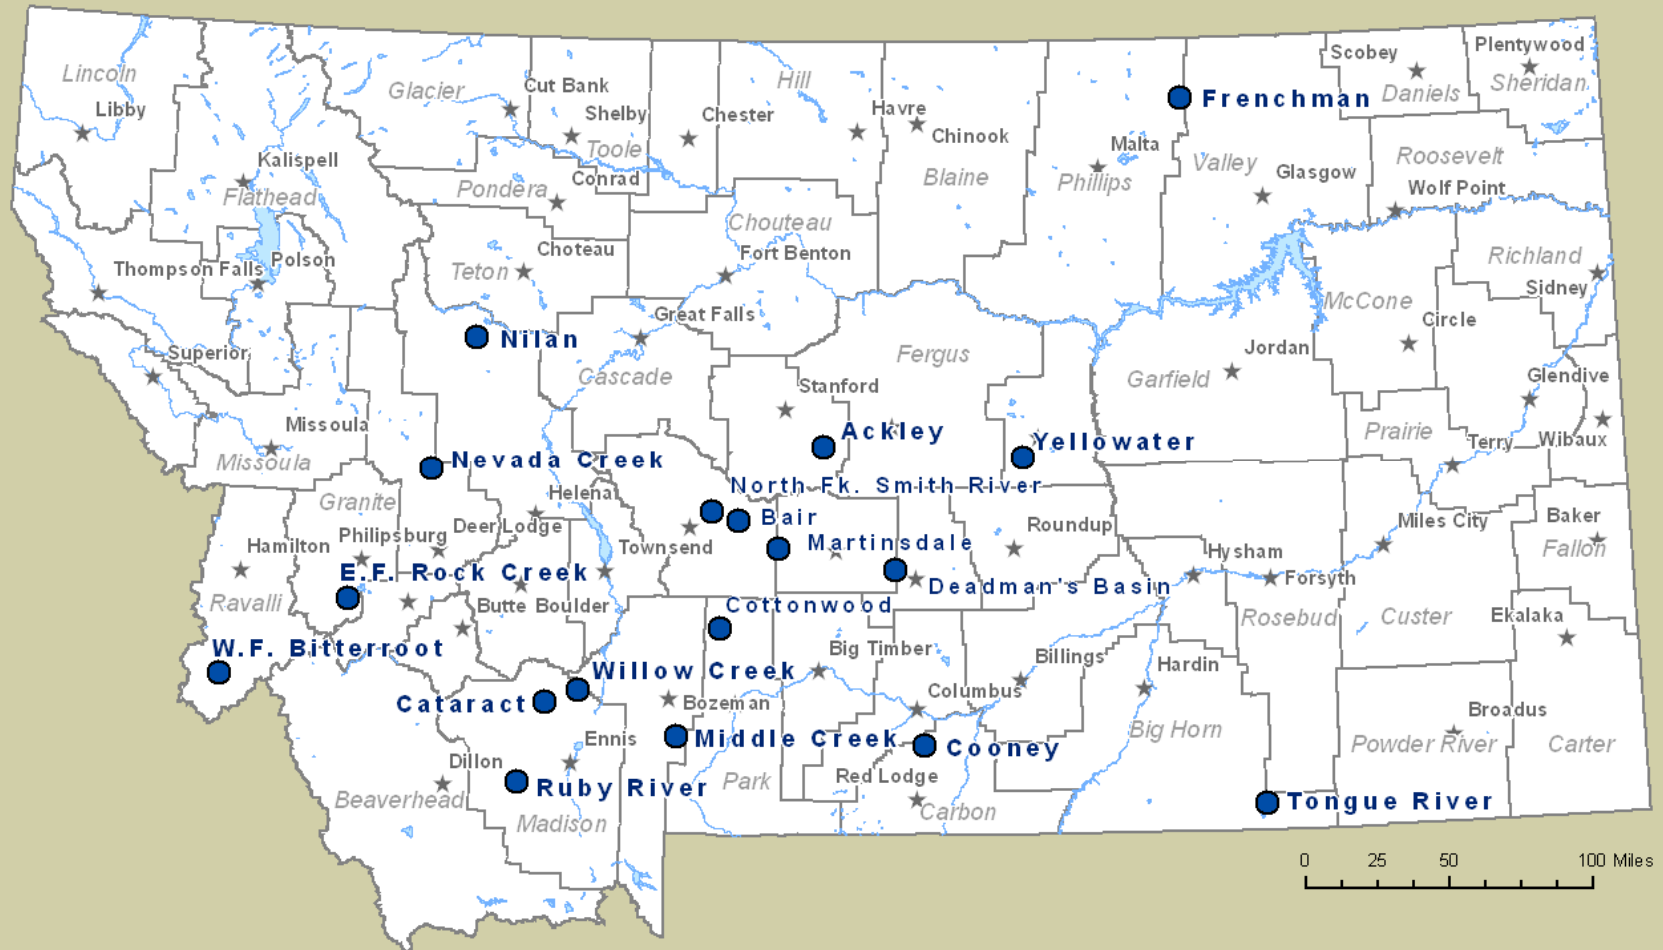 Scobey
Plentywood
Lincoln
Hill
Sheridan
Glacier
Cut Bank
Daniels
Frenchman
Libby
Shelby
Chester
Havre
Chinook
Toole
Malta
Kalispell
Valley
Roosevelt
Flathead
Pondera
Conrad
Blaine
Phillips
Glasgow
Wolf Point
Chouteau
Choteau
Fort Benton
Thompson Falls
Polson
Teton
Richland
Sidney
McCone
Great Falls
Circle
Nilan
Superior
Fergus
Jordan
Cascade
Stanford
Garfield
Glendive
Missoula
Ackley
Yellowater
Prairie
Terry
Wibaux
Missoula
Nevada Creek
North Fk. Smith River
Granite
Helena
Bair
Philipsburg
Deer Lodge
Roundup
Miles City
Baker
Hamilton
Townsend
Martinsdale
Hysham
Fallon
E.F. Rock Creek
Deadman's Basin
Forsyth
Ravalli
Butte
Boulder
Cottonwood
Rosebud
Custer
Ekalaka
W.F. Bitterroot
Big Timber
Billings
Hardin
Willow Creek
Cataract
Bozeman
Columbus
Broadus
Ennis
Middle Creek
Cooney
Big Horn
Powder River
Carter
Dillon
Ruby River
Park
Red Lodge
Beaverhead
Madison
Carbon
Tongue River
0 25 50 100 Miles